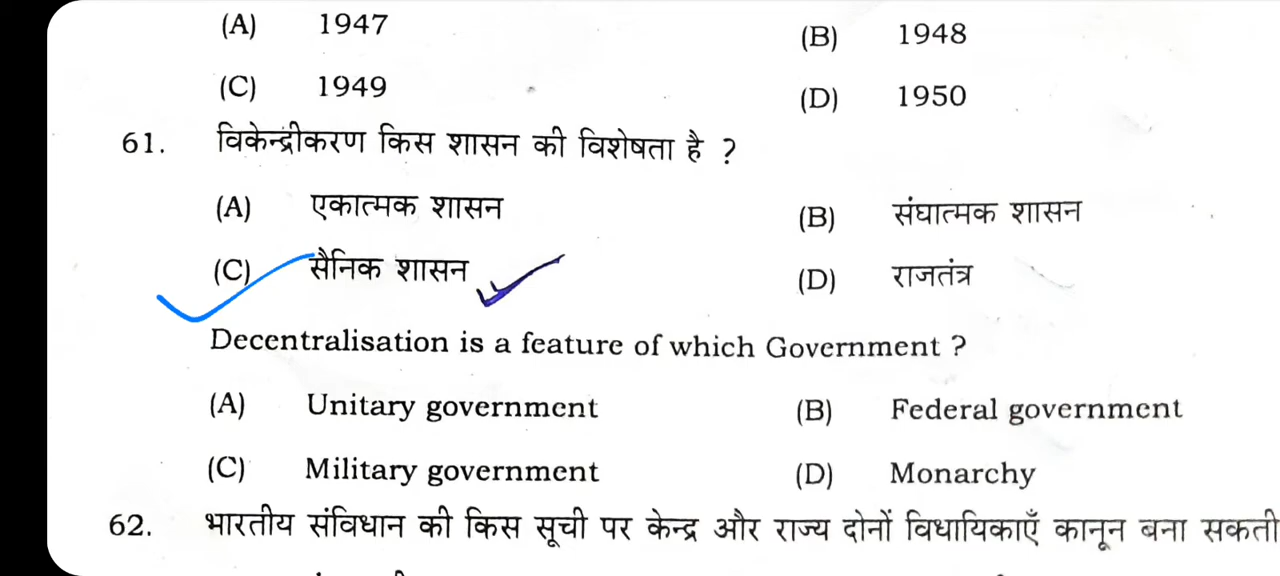 (A) 1947 (B) 1948
(C) 1949 (D) 1950
61. विकेन्द्रीकरण किस शासन की विशेषता है ?
(A) एकात्मक शासन (B) संघात्मक शासन
(C) सैनिक शासन (D) राजतंत्र
Decentralisation is a feature of which Government ?
(A) Unitary government (B) Federal government
(C) Military government (D) Monarchy
62. भारतीय संविधान की किस सूची पर केन्द्र और राज्य दोनों विधायिकाएँ कानून बना सकती